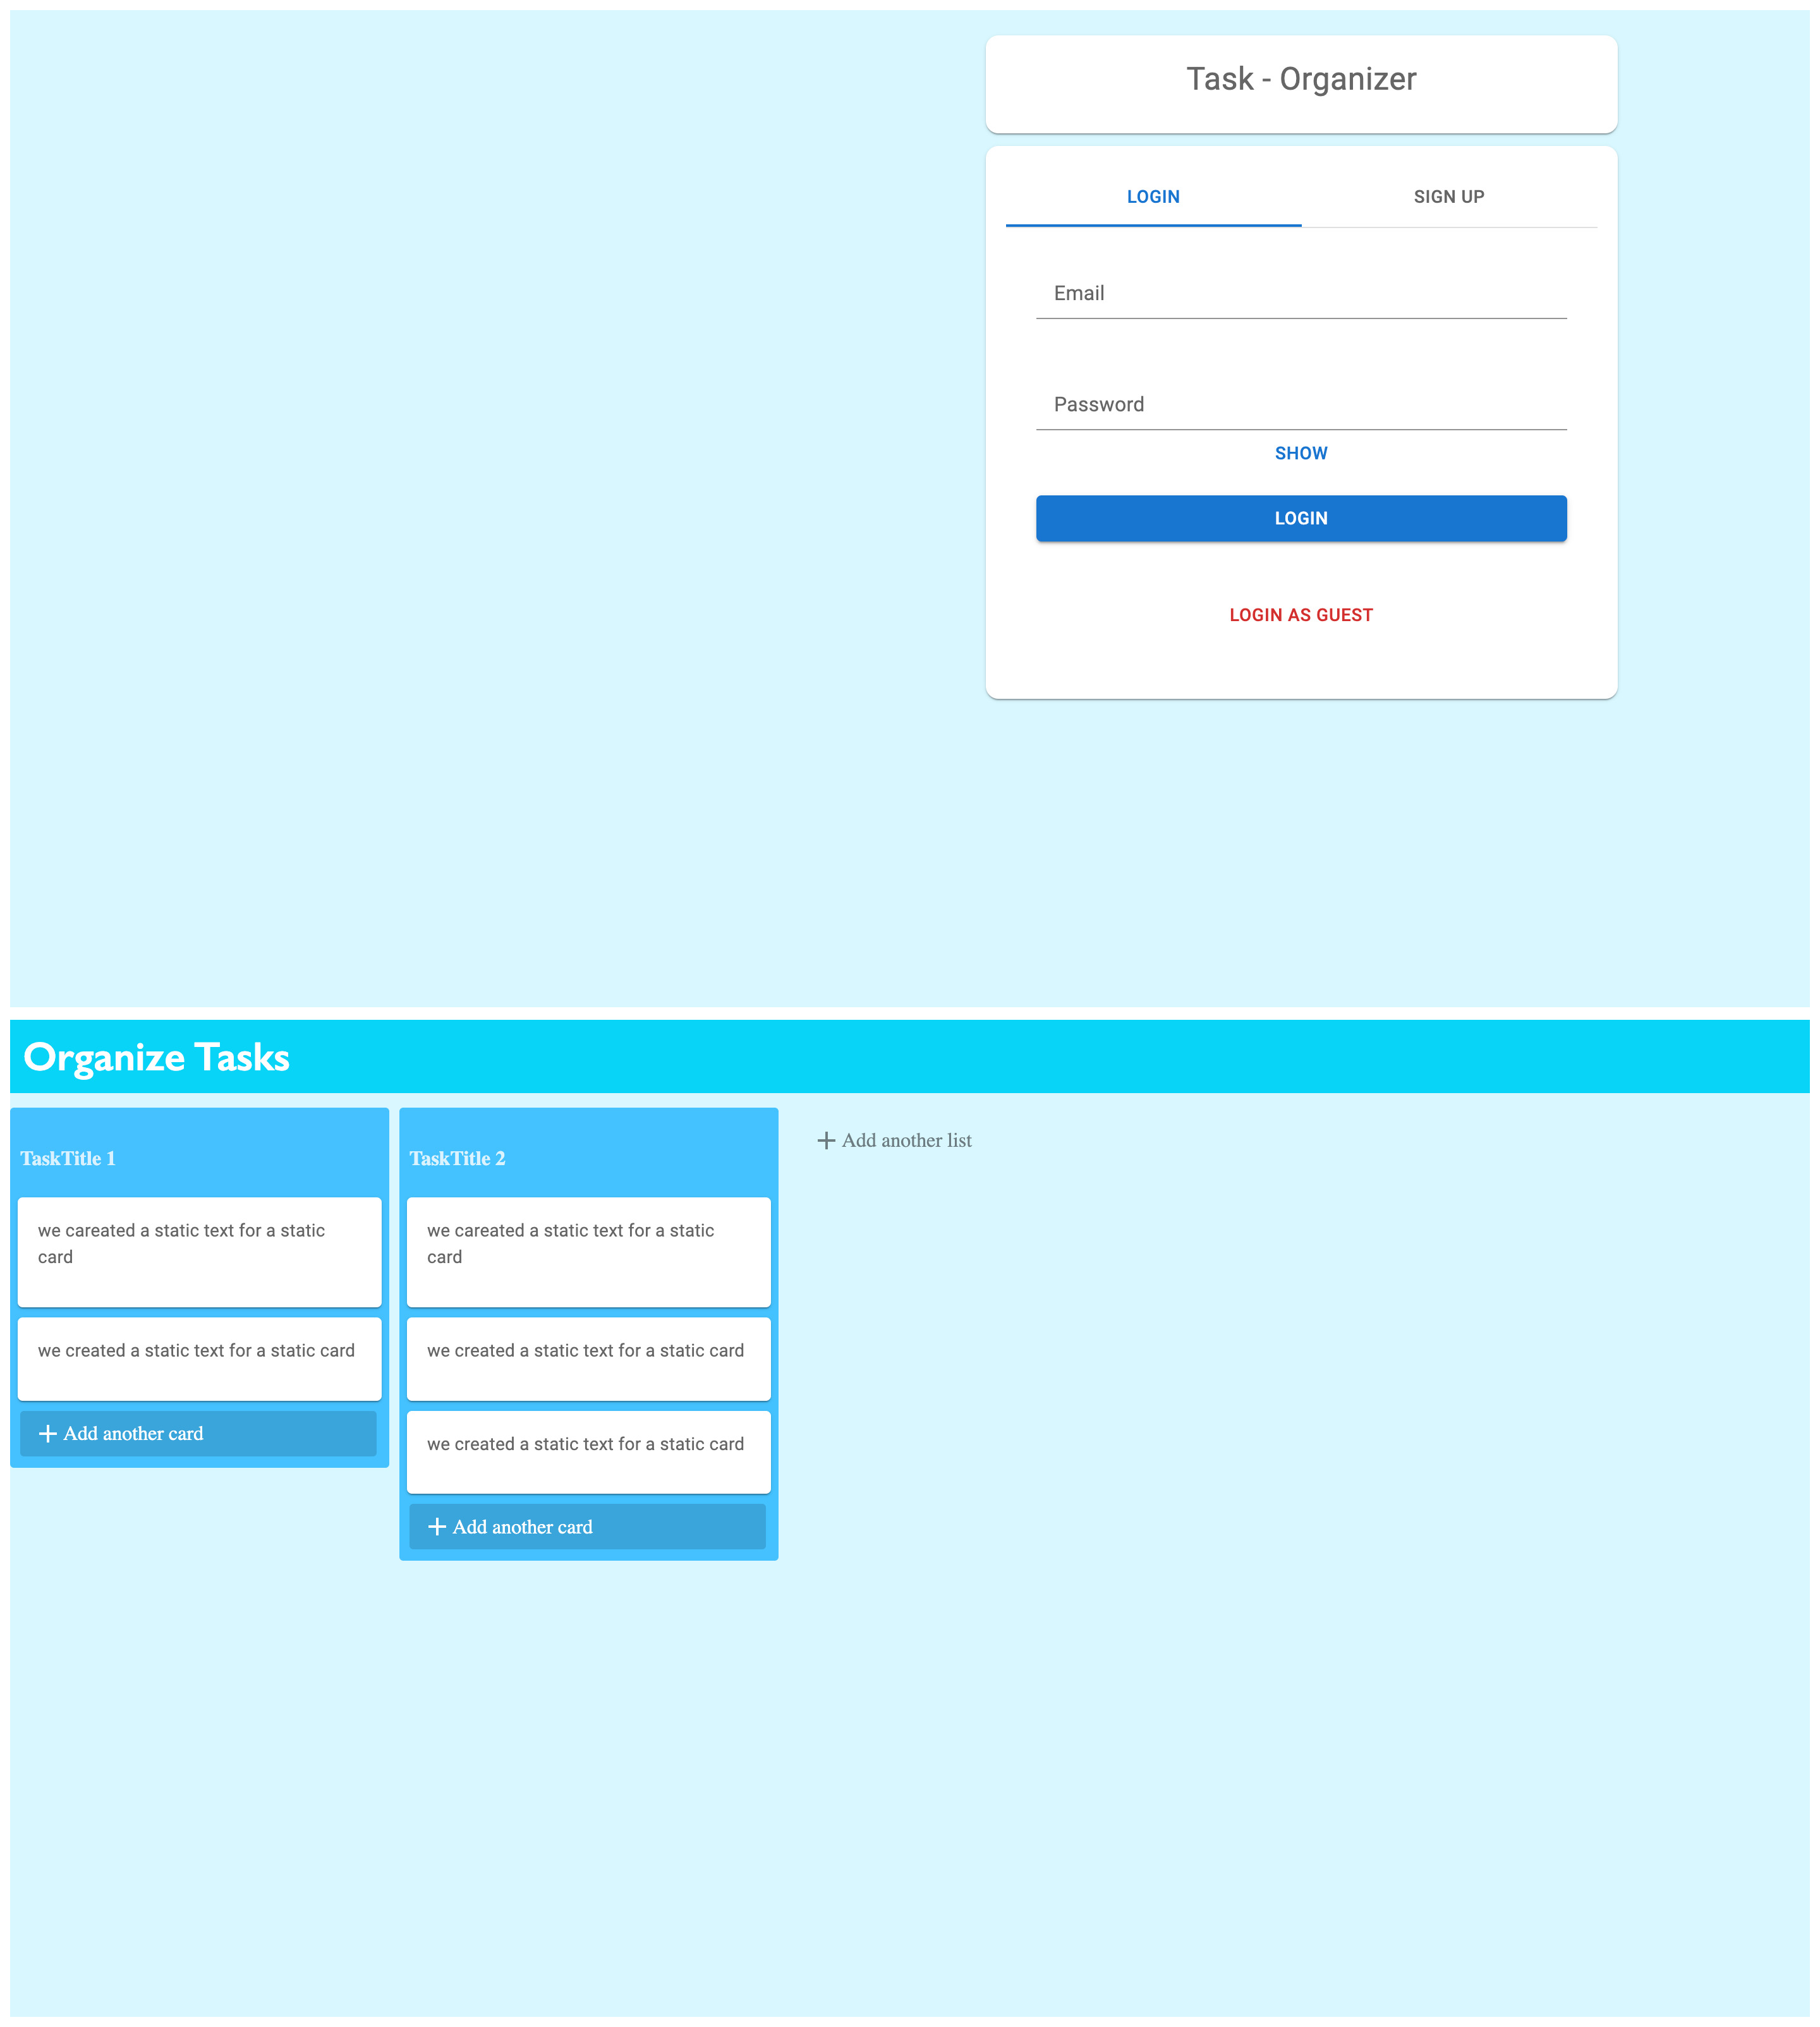 Task - Organizer
LOGIN
SIGN UP
Email
Password
SHOW
LOGIN
LOGIN AS GUEST
Organize Tasks
TaskTitle 1
we careated a static text for a static
card
we created a static text for a static card
Add another card
TaskTitle 2
we careated a static text for a static
card
we created a static text for a static card
we created a static text for a static card
Add another card
Add another list